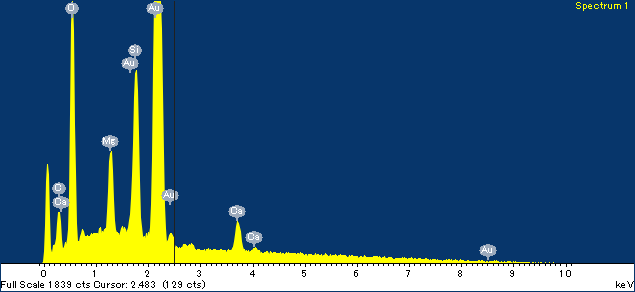 Spectrum 1
O Au
Si
Au
Mg
C Au
Ca Ca
Ca Au
0 1 2 3 4 5 6 7 8 9 10
Full Scale 1839 cts Cursor: 2.483 (129 cts) keV